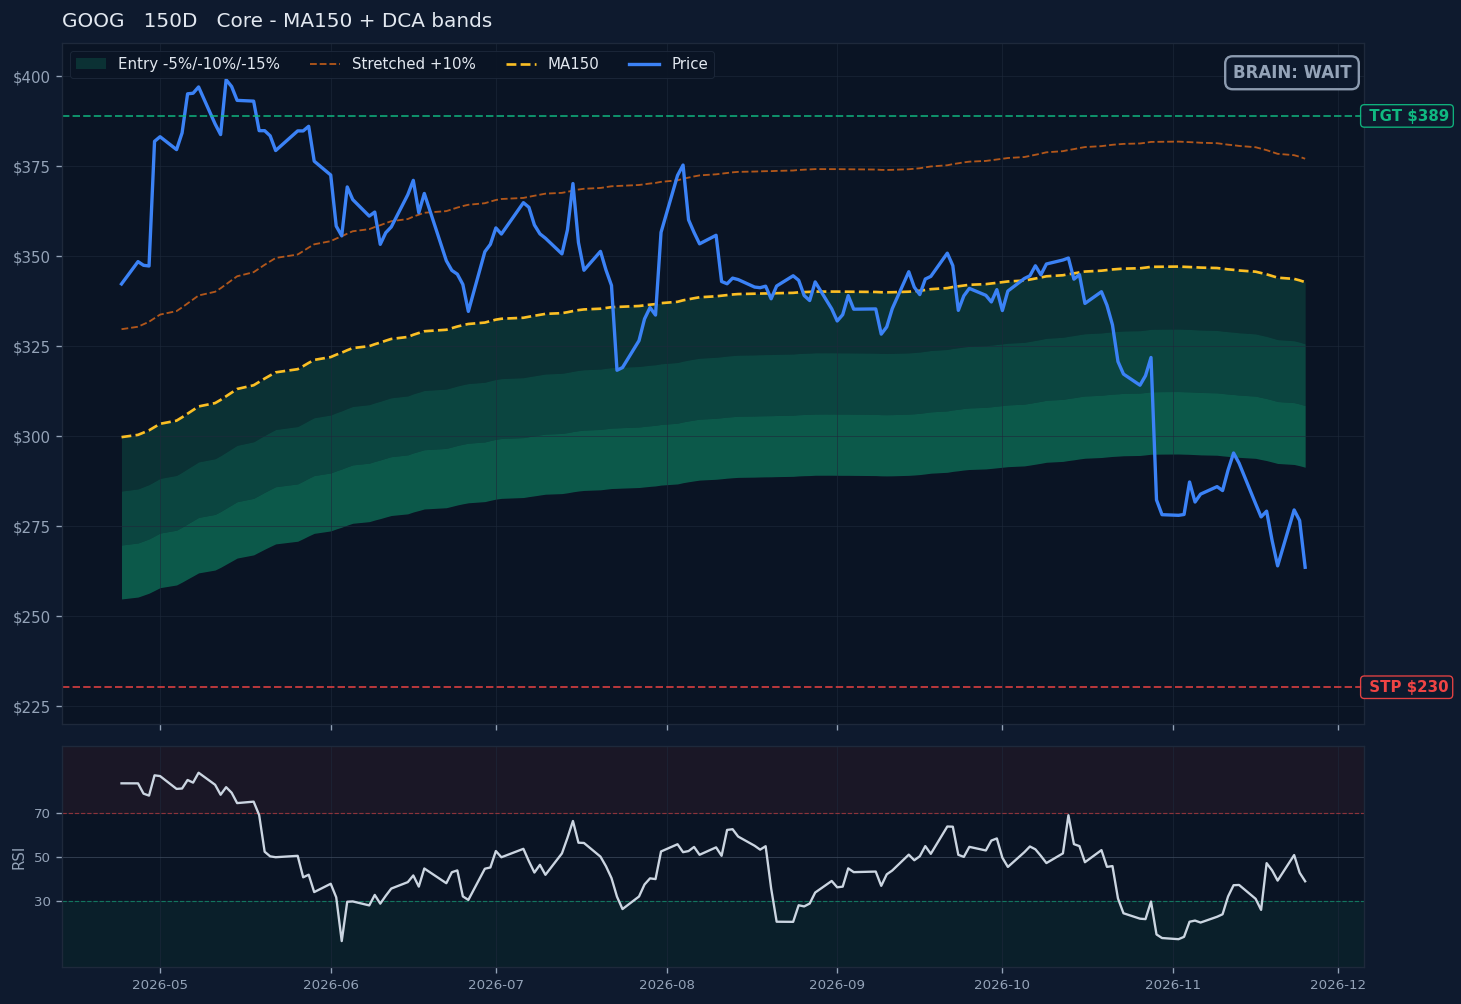 GOOG 150D Core - MA150 + DCA bands
Entry -5%/-10%/-15%
Stretched +10%
MA150
Price
BRAIN: WAIT
$400
TGT $389
$375
$350
$325
$300
$275
$250
STP $230
$225
RSI
70
50
30
2026-05
2026-06
2026-07
2026-08
2026-09
2026-10
2026-11
2026-12